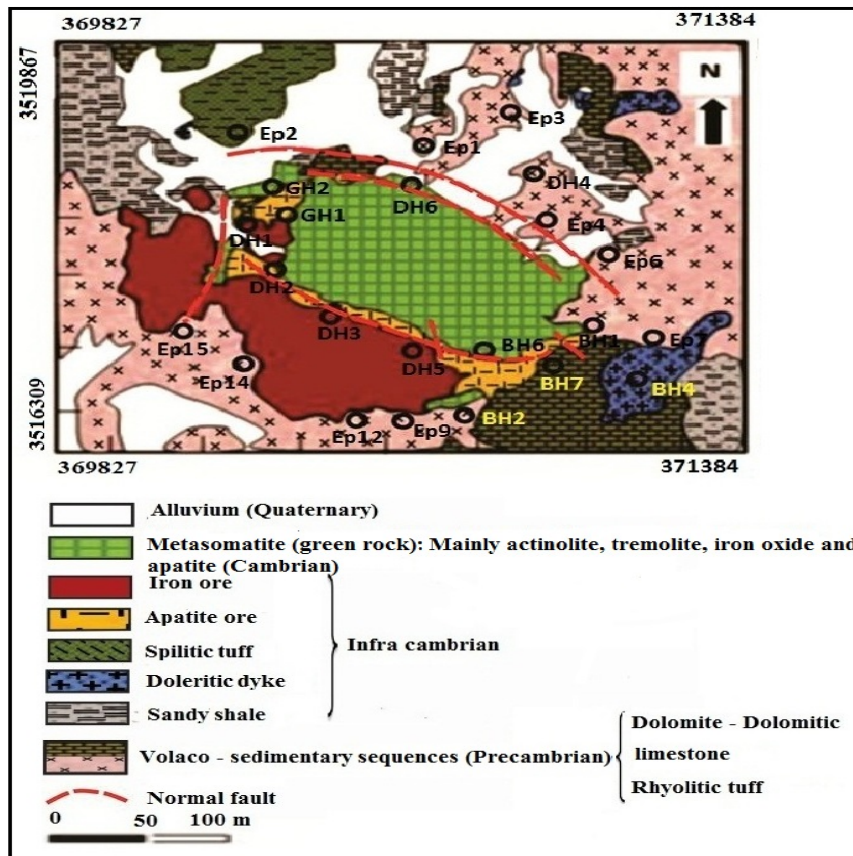 369827
371384
3519867
N
Ep3
Ep2
Ep1
DH4
GH2
DH6
GH1
Ep4
DH1
Ep6
DH2
DH3
BH1
Ep15
BH6
DH5
Ep14
BH7
BH4
BH2
Ep12
Ep9
3516309
369827
371384
Alluvium (Quaternary)
Metasomatite (green rock): Mainly actinolite, tremolite, iron oxide and
apatite (Cambrian)
Iron ore
Apatite ore
Infra cambrian
Spilitic tuff
Doleritic dyke
Sandy shale
Volaco - sedimentary sequences (Precambrian)
Dolomite - Dolomitic
limestone
Rhyolitic tuff
Normal fault
0 50 100 m